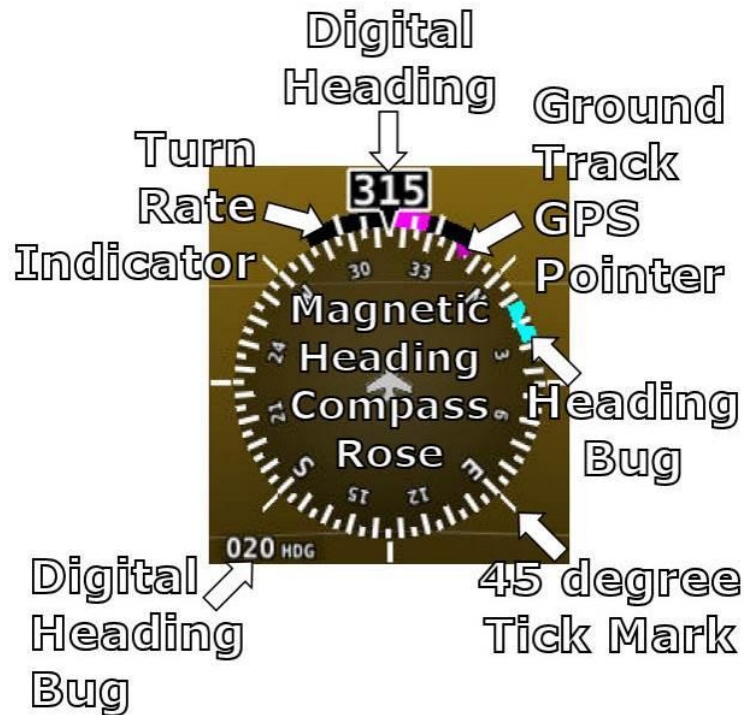 Digital
Heading
Ground
Track
GPS
Pointer
Turn
Rate
Indicator
315
30
33
W
N
Magnetic
Heading
Compass
Rose
24
3
21
6
S
E
15
12
Heading
Bug
020 HDG
Digital
Heading
Bug
45 degree
Tick Mark